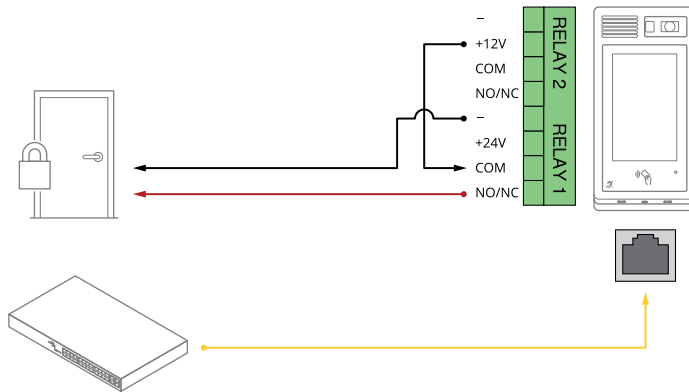 –
+12V
COM
NO/NC
–
+24V
COM
NO/NC
RELAY 2
RELAY 1